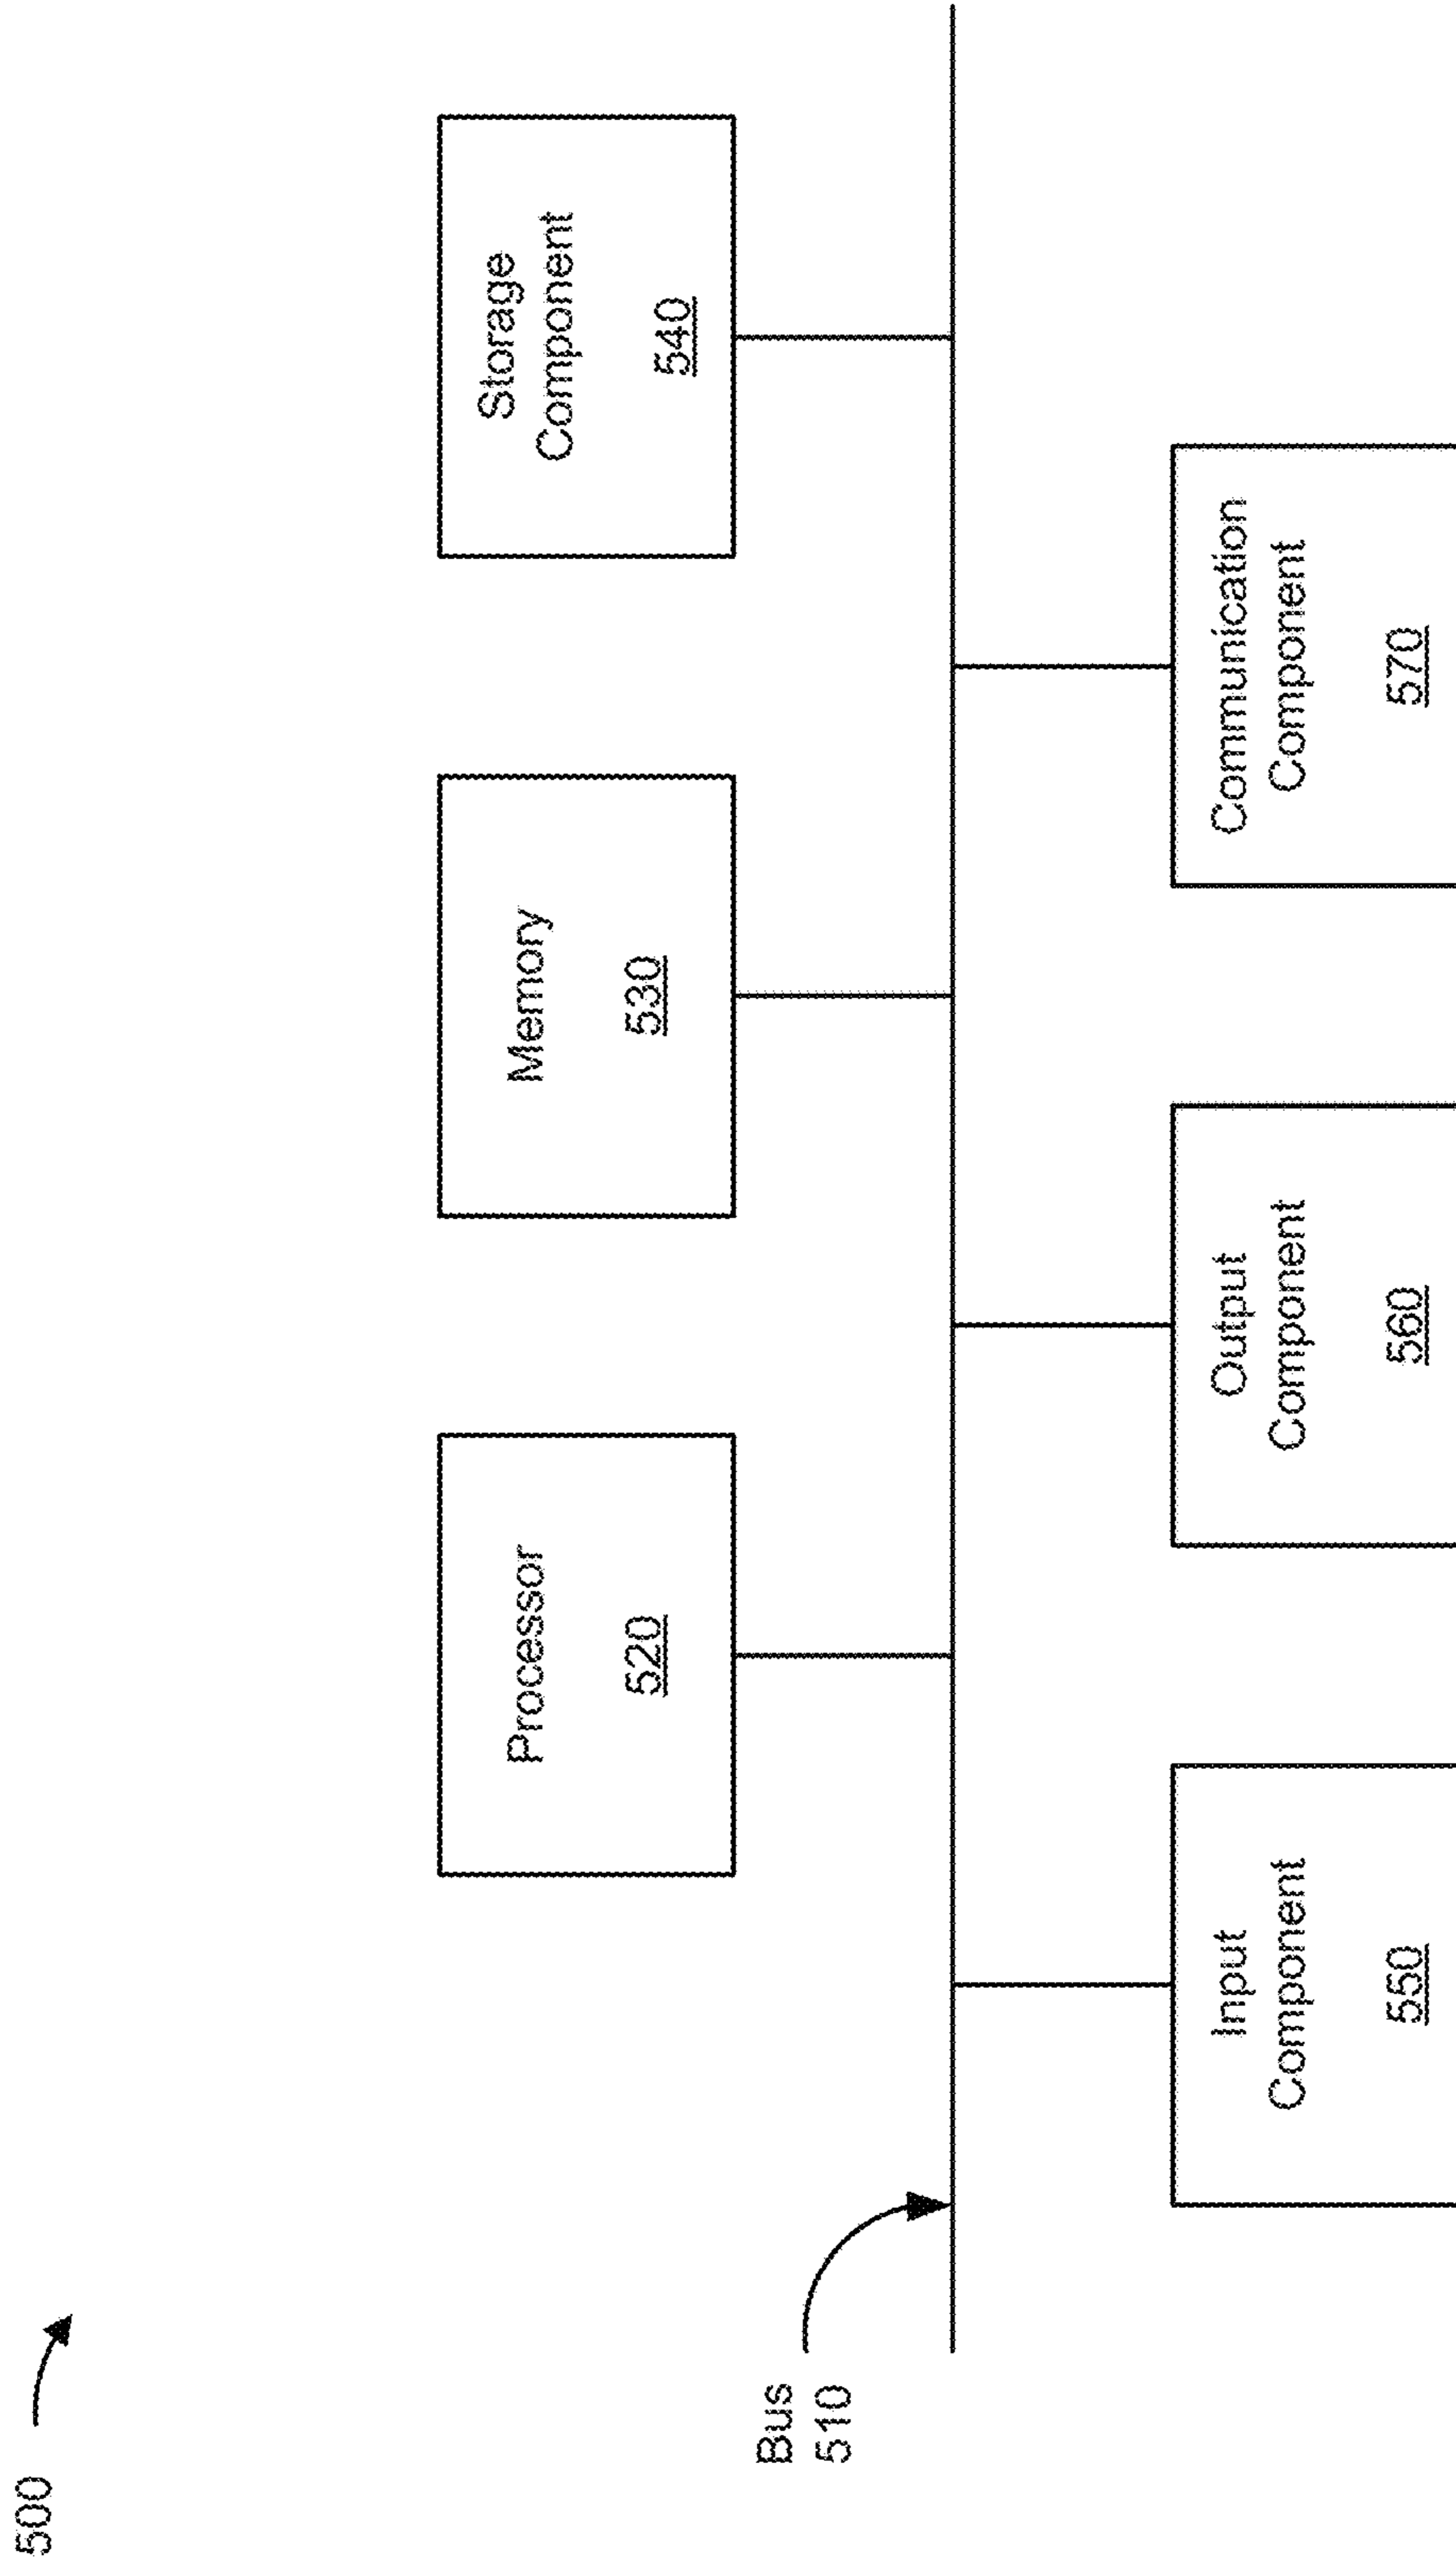 500
Processor
520
Memory
530
Storage
Component
540
Bus
510
Input
Component
550
Output
Component
560
Communication
Component
570